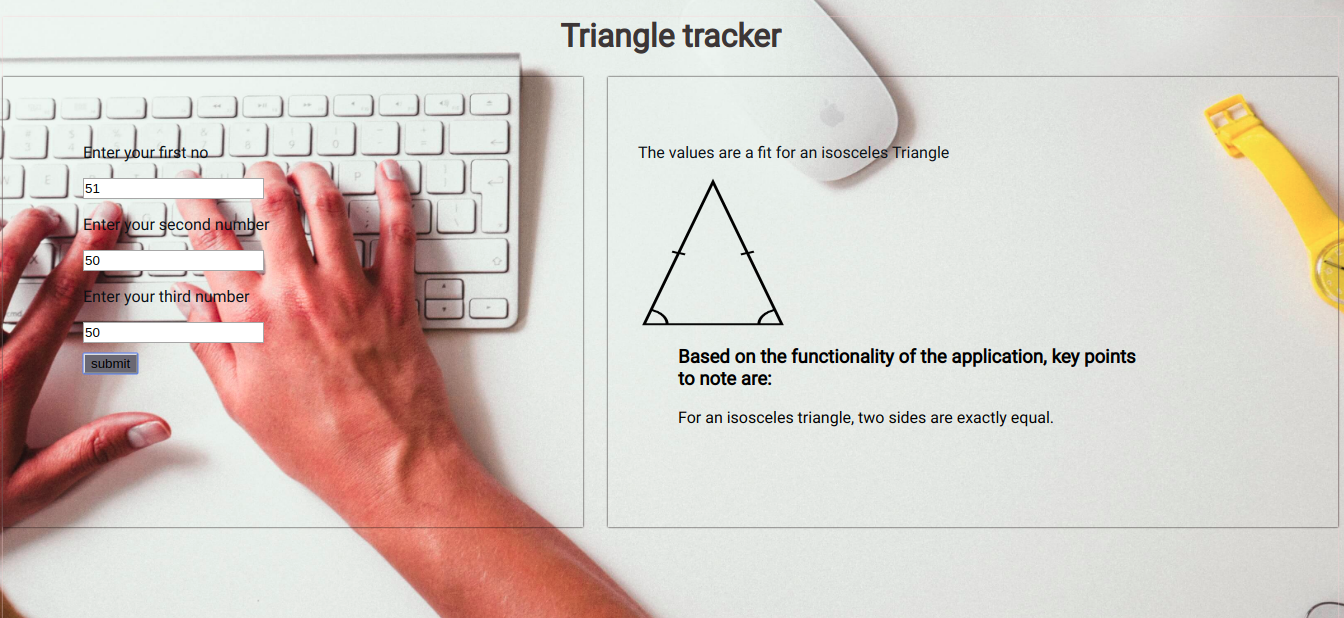 Triangle tracker
Enter your first no
51
Enter your second number
50
Enter your third number
50
submit
The values are a fit for an isosceles Triangle
Based on the functionality of the application, key points
to note are:
For an isosceles triangle, two sides are exactly equal.